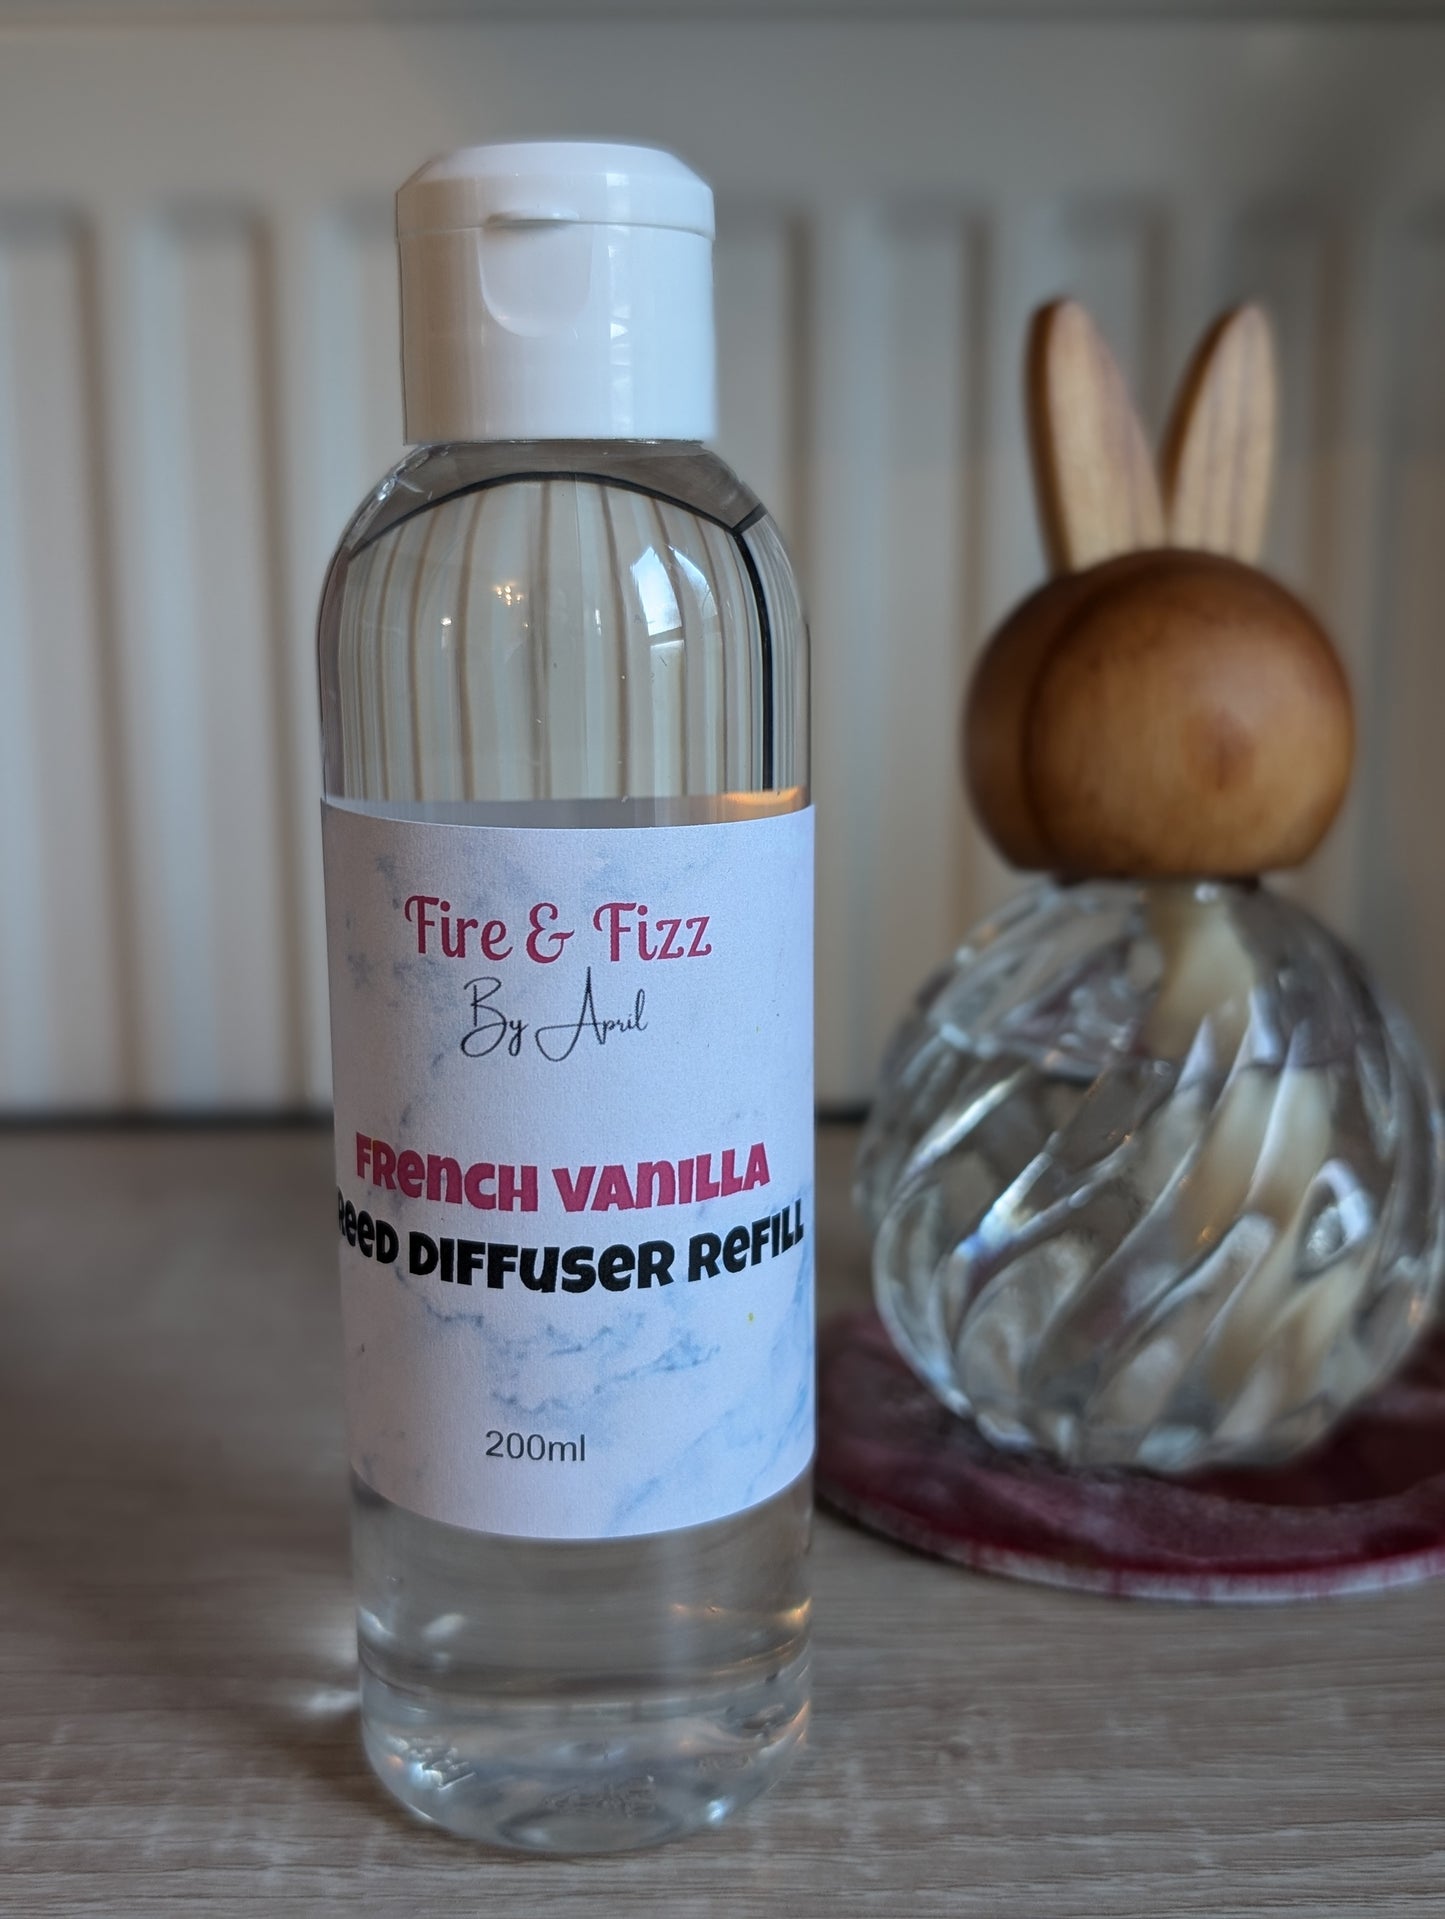 Fire & Fizz
By April
FRENCH VANILLA
REED DIFFUSER REFILL
200ml